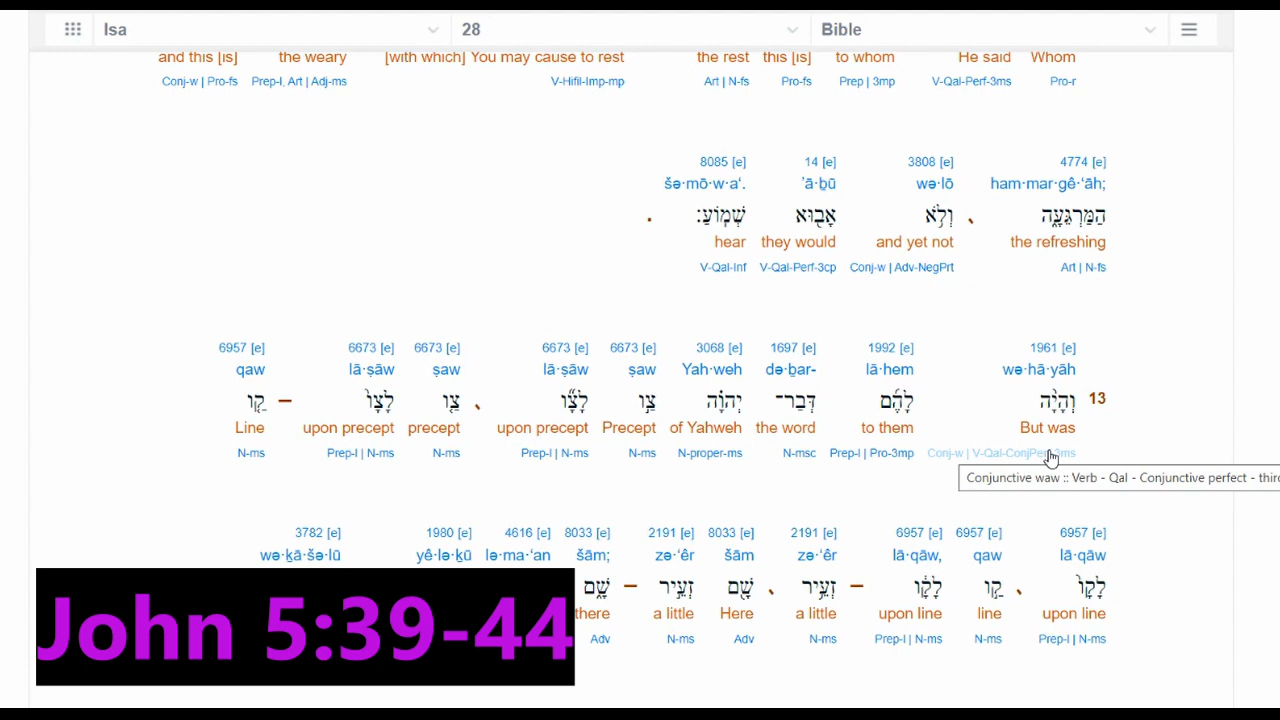 Isa 28 Bible
and this [is] the weary [with which] You may cause to rest the rest this [is] to whom He said Whom
Conj-w | Pro-fs Prep-l, Art | Adj-ms V-Hifil-Imp-mp Art | N-fs Pro-fs Prep | 3mp V-Qal-Perf-3ms Pro-r
8085 [e] 14 [e] 3808 [e] 4774 [e]
šə·mō·w·a‘. ’ā·ḇū wə·lō ham·mar·gê·‘āh;
הַמַּרְגֵּעָ֑ה ، וְלֹ֥א אָב֖וּא שְׁמֽוֹעַ׃ .
hear they would and yet not the refreshing
V-Qal-Inf V-Qal-Perf-3cp Conj-w | Adv-NegPrt Art | N-fs
6957 [e] 6673 [e] 6673 [e] 6673 [e] 6673 [e] 3068 [e] 1697 [e] 1992 [e] 1961 [e]
qaw lā·ṣāw ṣaw lā·ṣāw ṣaw Yah·weh də·ḇar- lā·hem wə·hā·yāh
13 וְהָיָ֨ה לָהֶ֜ם דְּבַר־ יְהוָ֗ה צַ֣ו לָצָ֞ו צַ֤ו ، לָצָו֙ קַ֤ו –
Line upon precept precept upon precept Precept of Yahweh the word to them But was
N-ms Prep-l | N-ms N-ms Prep-l | N-ms N-ms N-proper-ms N-msc Prep-l | Pro-3mp Conj-w | V-Qal-ConjPerf-3ms
Conjunctive waw :: Verb - Qal - Conjunctive perfect - thir
3782 [e] 1980 [e] 4616 [e] 8033 [e] 2191 [e] 8033 [e] 2191 [e] 6957 [e] 6957 [e] 6957 [e]
wə·ḵā·šə·lū yê·lə·ḵū lə·ma·‘an šām; zə·‘êr šām zə·‘êr lā·qāw, qaw lā·qāw
לָקָו֙ ، קַ֣ו לָקָ֔ו – זְעֵ֥יר ، שָׁ֖ם זְעֵ֣יר – שָׁ֑ם
there a little Here a little upon line line upon line
Adv N-ms Adv N-ms Prep-l | N-ms N-ms Prep-l | N-ms
John 5:39-44